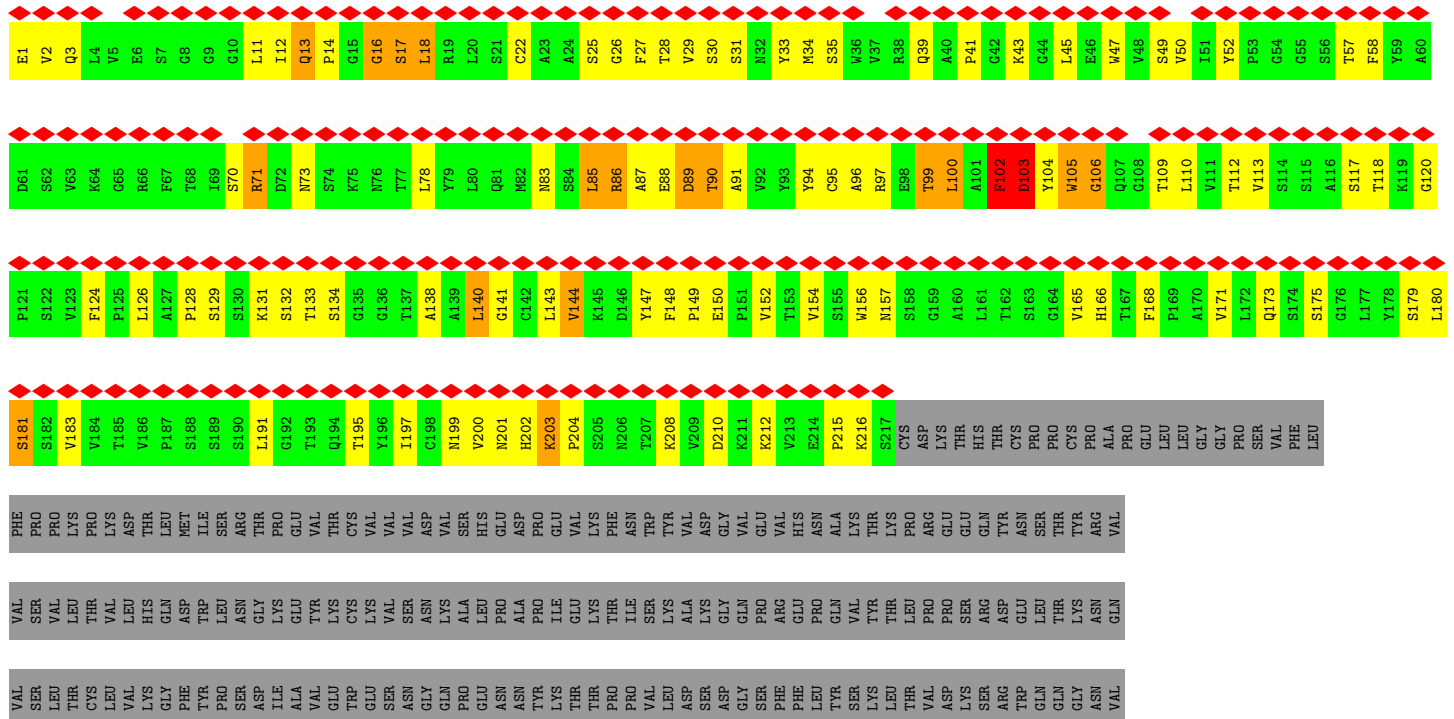 E1 V2 Q3 L4 V5 E6 S7 G8 G9 G10 L11 I12 Q13 P14 G15 G16 S17 L18 R19 L20 S21 C22 A23 A24 S25 G26 F27 T28 V29 S30 S31 N32 Y33 M34 S35 W36 V37 R38 Q39 A40 P41 G42 K43 G44 L45 E46 W47 V48 S49 V50 I51 Y52 P53 G54 G55 S56 T57 F58 Y59 A60
D61 S62 V63 K64 G65 R66 F67 T68 I69 S70 R71 D72 N73 S74 K75 N76 T77 L78 Y79 L80 Q81 M82 N83 S84 L85 R86 A87 E88 D89 T90 A91 V92 Y93 Y94 C95 A96 R97 E98 T99 L100 A101 F102 D103 Y104 W105 G106 Q107 G108 T109 L110 V111 T112 V113 S114 S115 A116 S117 T118 K119 G120
P121 S122 V123 F124 P125 L126 A127 P128 S129 S130 K131 S132 T133 S134 G135 G136 T137 A138 A139 L140 G141 C142 L143 V144 K145 D146 Y147 F148 P149 E150 P151 V152 T153 V154 S155 W156 N157 S158 G159 A160 L161 T162 S163 G164 V165 H166 T167 F168 P169 A170 V171 L172 Q173 S174 S175 G176 L177 Y178 S179 L180
S181 S182 V183 V184 T185 V186 P187 S188 S189 S190 L191 G192 T193 Q194 T195 Y196 I197 C198 N199 V200 N201 H202 K203 P204 S205 N206 T207 K208 V209 D210 K211 K212 V213 E214 P215 K216 S217 CYS ASP LYS THR HIS THR CYS PRO PRO CYS PRO ALA PRO GLU LEU LEU GLY GLY PRO SER VAL PHE LEU
PHE PRO PRO LYS PRO LYS ASP THR LEU MET ILE SER ARG THR PRO GLU VAL THR CYS VAL VAL VAL ASP VAL SER HIS GLU ASP PRO GLU VAL LYS PHE ASN TRP TYR VAL ASP GLY VAL GLU VAL HIS ASN ALA LYS THR LYS PRO ARG GLU GLU GLN TYR ASN SER THR TYR ARG VAL
VAL SER VAL LEU THR VAL LEU HIS GLN ASP TRP LEU ASN GLY LYS GLU TYR LYS CYS LYS VAL SER ASN LYS ALA LEU PRO ALA PRO ILE GLU LYS THR ILE SER LYS ALA LYS GLY GLN PRO ARG GLU PRO GLN VAL TYR THR LEU PRO PRO SER ARG ASP GLU LEU THR LYS ASN GLN
VAL SER LEU THR CYS LEU VAL LYS GLY PHE TYR PRO SER ASP ILE ALA VAL GLU TRP GLU SER ASN GLY GLN PRO GLU ASN ASN TYR LYS THR THR PRO PRO VAL LEU ASP SER ASP GLY SER PHE PHE LEU TYR SER LYS LEU THR VAL ASP LYS SER ARG TRP GLN GLN GLY ASN VAL